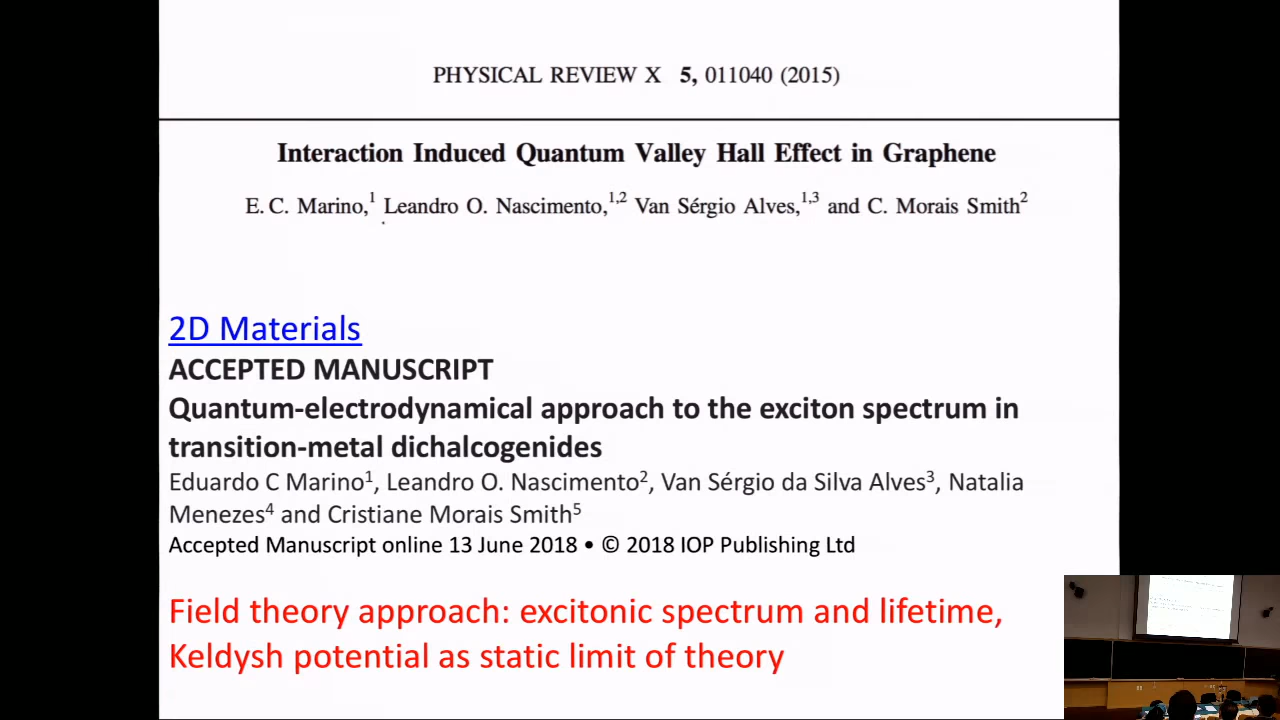 PHYSICAL REVIEW X 5, 011040 (2015)
Interaction Induced Quantum Valley Hall Effect in Graphene
E. C. Marino,1 Leandro O. Nascimento,1,2 Van Sérgio Alves,1,3 and C. Morais Smith2
2D Materials
ACCEPTED MANUSCRIPT
Quantum-electrodynamical approach to the exciton spectrum in
transition-metal dichalcogenides
Eduardo C Marino1, Leandro O. Nascimento2, Van Sérgio da Silva Alves3, Natalia
Menezes4 and Cristiane Morais Smith5
Accepted Manuscript online 13 June 2018 • © 2018 IOP Publishing Ltd
Field theory approach: excitonic spectrum and lifetime,
Keldysh potential as static limit of theory